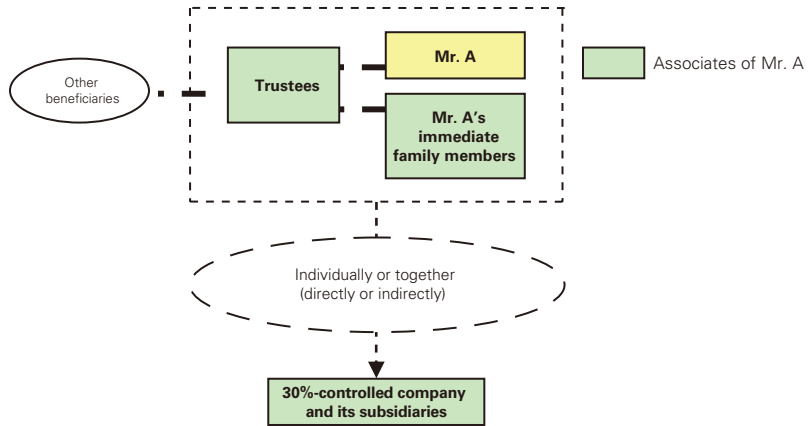 Other
beneficiaries
Trustees
Mr. A
Mr. A's
immediate
family members
Associates of Mr. A
Individually or together
(directly or indirectly)
30%-controlled company
and its subsidiaries